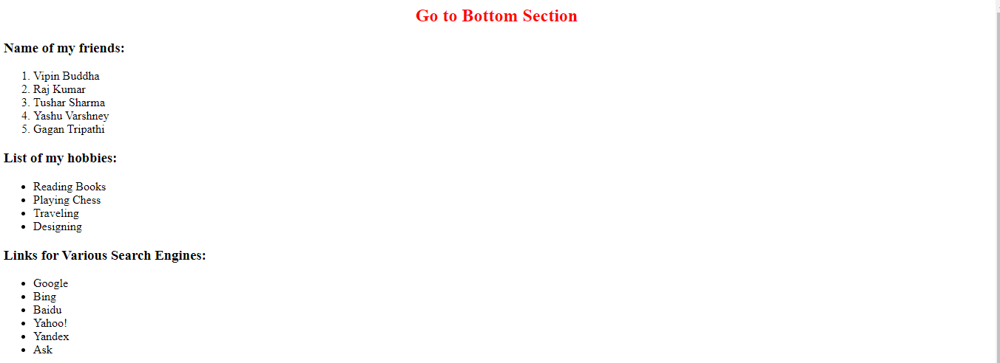 Go to Bottom Section
Name of my friends:
1. Vipin Buddha
2. Raj Kumar
3. Tushar Sharma
4. Yashu Varshney
5. Gagan Tripathi
List of my hobbies:
• Reading Books
• Playing Chess
• Traveling
• Designing
Links for Various Search Engines:
• Google
• Bing
• Baidu
• Yahoo!
• Yandex
• Ask